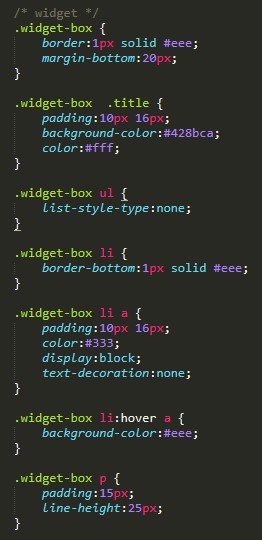 /* widget */
.widget-box {
    border:1px solid #eee;
    margin-bottom:20px;
}

.widget-box  .title {
    padding:10px 16px;
    background-color:#428bca;
    color:#fff;
}

.widget-box ul {
    list-style-type:none;
}

.widget-box li {
    border-bottom:1px solid #eee;
}

.widget-box li a {
    padding:10px 16px;
    color:#333;
    display:block;
    text-decoration:none;
}

.widget-box li:hover a {
    background-color:#eee;
}

.widget-box p {
    padding:15px;
    line-height:25px;
}